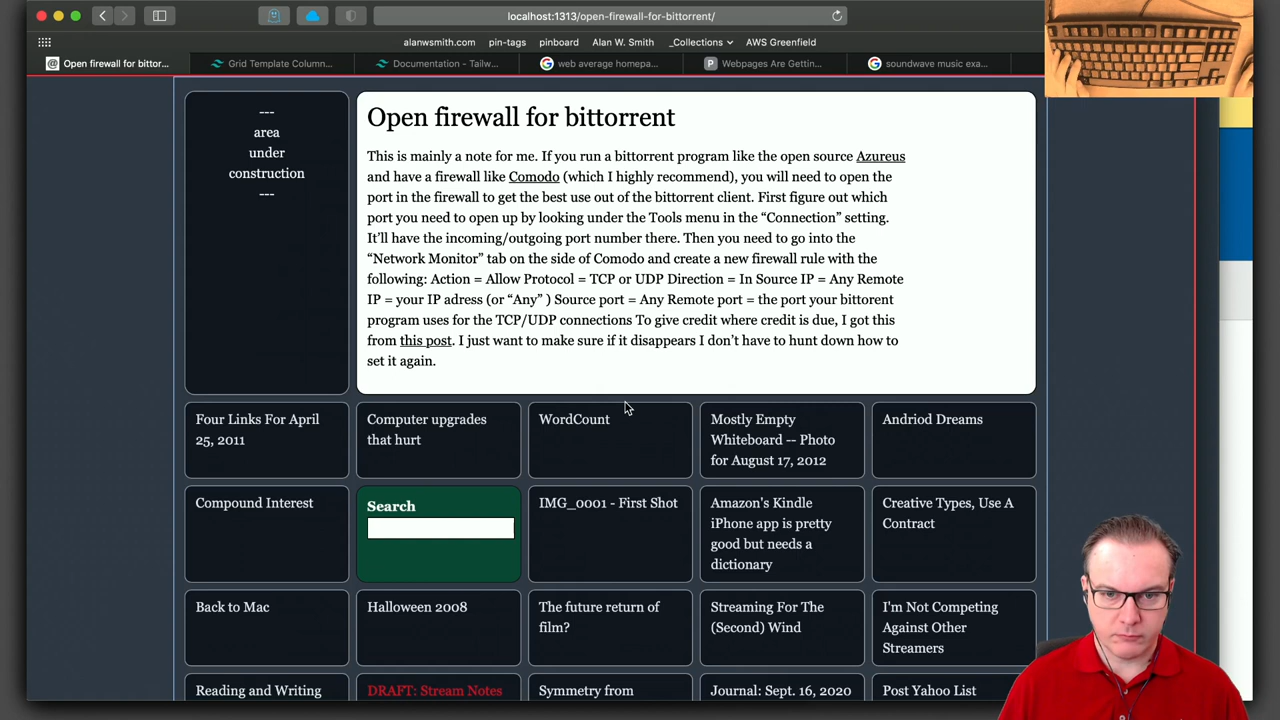 localhost:1313/open-firewall-for-bittorrent/
alanwsmith.com pin-tags pinboard Alan W. Smith _Collections AWS Greenfield
Open firewall for bittor... Grid Template Column... Documentation - Tailw... web average homepa... Webpages Are Gettin... soundwave music exa...
---
area
under
construction
---
Open firewall for bittorrent
This is mainly a note for me. If you run a bittorrent program like the open source Azureus
and have a firewall like Comodo (which I highly recommend), you will need to open the
port in the firewall to get the best use out of the bittorrent client. First figure out which
port you need to open up by looking under the Tools menu in the “Connection” setting.
It’ll have the incoming/outgoing port number there. Then you need to go into the
“Network Monitor” tab on the side of Comodo and create a new firewall rule with the
following: Action = Allow Protocol = TCP or UDP Direction = In Source IP = Any Remote
IP = your IP adress (or “Any” ) Source port = Any Remote port = the port your bittorent
program uses for the TCP/UDP connections To give credit where credit is due, I got this
from this post. I just want to make sure if it disappears I don’t have to hunt down how to
set it again.
Four Links For April
25, 2011
Computer upgrades
that hurt
WordCount
Mostly Empty
Whiteboard -- Photo
for August 17, 2012
Andriod Dreams
Compound Interest
Search
IMG_0001 - First Shot
Amazon's Kindle
iPhone app is pretty
good but needs a
dictionary
Creative Types, Use A
Contract
Back to Mac
Halloween 2008
The future return of
film?
Streaming For The
(Second) Wind
I'm Not Competing
Against Other
Streamers
Reading and Writing
DRAFT: Stream Notes
Symmetry from
Journal: Sept. 16, 2020
Post Yahoo List